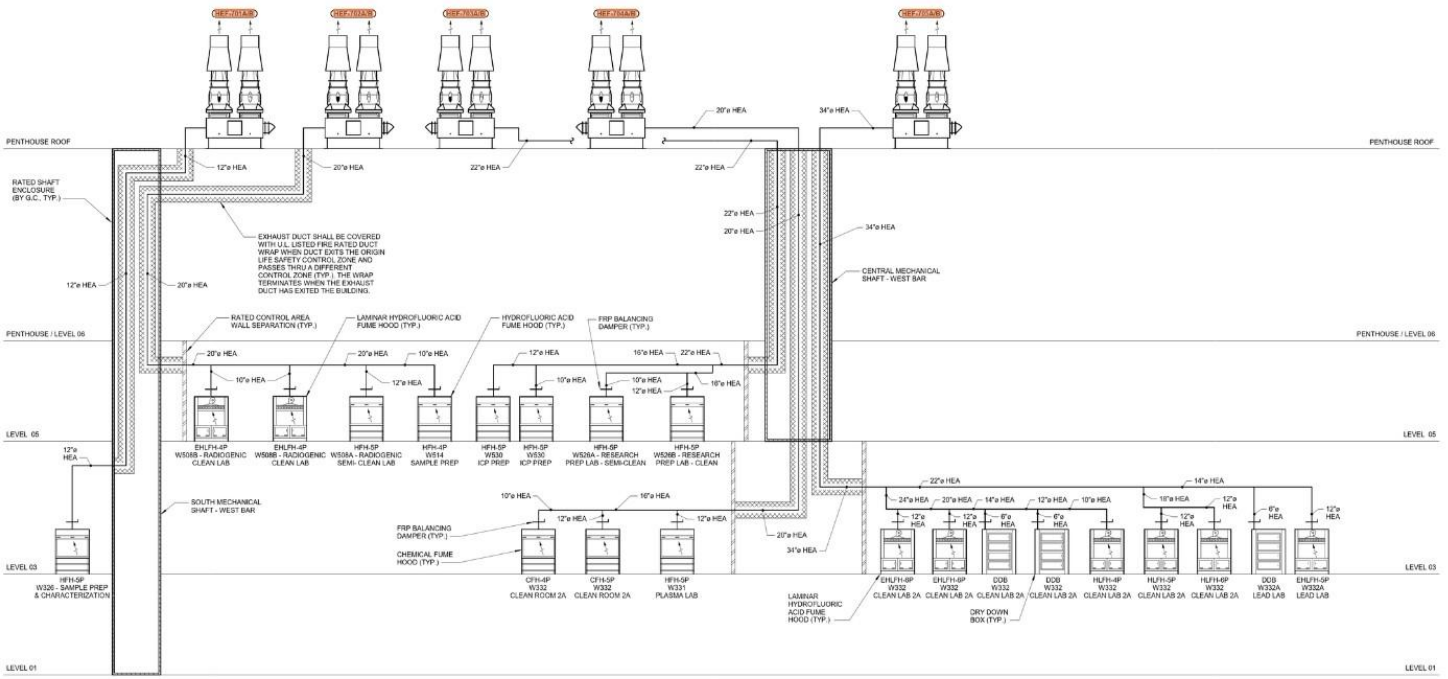 HEF-701A/B
HEF-702A/B
HEF-703A/B
HEF-704A/B
HEF-705A/B
20"ø HEA
34"ø HEA
PENTHOUSE ROOF
PENTHOUSE ROOF
12"ø HEA
20"ø HEA
22"ø HEA
22"ø HEA
RATED SHAFT
ENCLOSURE
(BY G.C., TYP.)
22"ø HEA
20"ø HEA
34"ø HEA
EXHAUST DUCT SHALL BE COVERED
WITH U.L. LISTED FIRE RATED DUCT
WRAP WHEN DUCT EXITS THE ORIGIN
LIFE SAFETY CONTROL ZONE AND
PASSES THRU A DIFFERENT
CONTROL ZONE (TYP.). THE WRAP
TERMINATES WHEN THE EXHAUST
DUCT HAS EXITED THE BUILDING.
12"ø HEA
20"ø HEA
CENTRAL MECHANICAL
SHAFT - WEST BAR
RATED CONTROL AREA
WALL SEPARATION (TYP.)
LAMINAR HYDROFLUORIC ACID
FUME HOOD (TYP.)
HYDROFLUORIC ACID
FUME HOOD (TYP.)
FRP BALANCING
DAMPER (TYP.)
PENTHOUSE / LEVEL 06
PENTHOUSE / LEVEL 06
20"ø HEA
20"ø HEA
10"ø HEA
12"ø HEA
16"ø HEA
22"ø HEA
10"ø HEA
12"ø HEA
10"ø HEA
10"ø HEA
12"ø HEA
16"ø HEA
LEVEL 05
LEVEL 05
EHLFH-4P
W508B - RADIOGENIC
CLEAN LAB
EHLFH-4P
W508B - RADIOGENIC
CLEAN LAB
HFH-5P
W508A - RADIOGENIC
SEMI- CLEAN LAB
HFH-4P
W514
SAMPLE PREP
HFH-5P
W530
ICP PREP
HFH-5P
W530
ICP PREP
HFH-5P
W526A - RESEARCH
PREP LAB - SEMI-CLEAN
HFH-5P
W526B - RESEARCH
PREP LAB - CLEAN
12"ø
HEA
22"ø HEA
14"ø HEA
SOUTH MECHANICAL
SHAFT - WEST BAR
10"ø HEA
16"ø HEA
24"ø HEA
20"ø HEA
14"ø HEA
12"ø HEA
10"ø HEA
18"ø HEA
12"ø
HEA
FRP BALANCING
DAMPER (TYP.)
12"ø HEA
12"ø HEA
12"ø
HEA
12"ø
HEA
6"ø
HEA
6"ø
HEA
12"ø
HEA
6"ø
HEA
12"ø
HEA
CHEMICAL FUME
HOOD (TYP.)
20"ø HEA
34"ø HEA
LEVEL 03
LEVEL 03
HFH-5P
W326 - SAMPLE PREP
& CHARACTERIZATION
CFH-4P
W332
CLEAN ROOM 2A
CFH-5P
W332
CLEAN ROOM 2A
HFH-5P
W331
PLASMA LAB
EHLFH-6P
W332
CLEAN LAB 2A
EHLFH-6P
W332
CLEAN LAB 2A
DDB
W332
CLEAN LAB 2A
DDB
W332
CLEAN LAB 2A
HLFH-4P
W332
CLEAN LAB 2A
HLFH-5P
W332
CLEAN LAB 2A
HLFH-6P
W332
CLEAN LAB 2A
DDB
W332A
LEAD LAB
EHLFH-5P
W332A
LEAD LAB
LAMINAR
HYDROFLUORIC
ACID FUME
HOOD (TYP.)
DRY DOWN
BOX (TYP.)
LEVEL 01
LEVEL 01